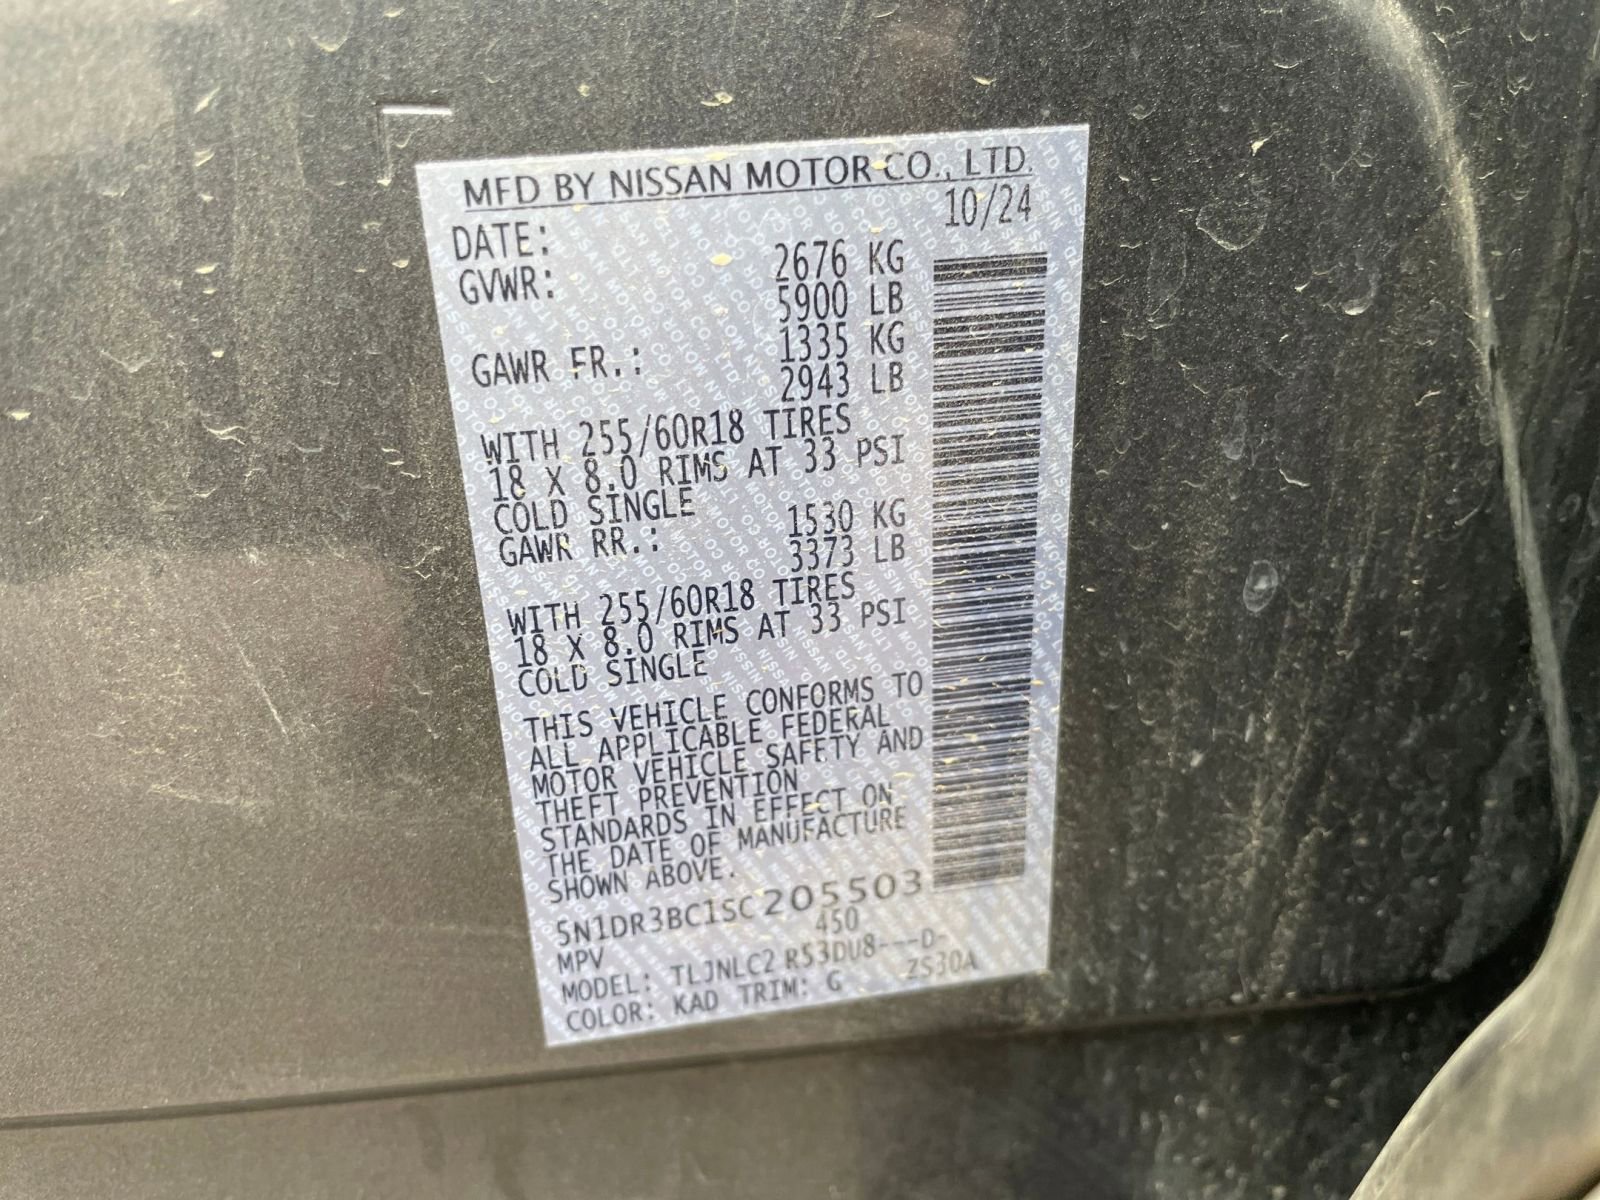 MFD BY NISSAN MOTOR CO., LTD.
DATE: 10/24
GVWR: 2676 KG
5900 LB
GAWR FR.: 1335 KG
2943 LB
WITH 255/60R18 TIRES
18 X 8.0 RIMS AT 33 PSI
COLD SINGLE
GAWR RR.: 1530 KG
3373 LB
WITH 255/60R18 TIRES
18 X 8.0 RIMS AT 33 PSI
COLD SINGLE
THIS VEHICLE CONFORMS TO
ALL APPLICABLE FEDERAL
MOTOR VEHICLE SAFETY AND
THEFT PREVENTION
STANDARDS IN EFFECT ON
THE DATE OF MANUFACTURE
SHOWN ABOVE.
5N1DR3BC1SC205503
MPV 450
MODEL: TLJNLC2 R53DU8---D-
COLOR: KAD TRIM: G ZS30A